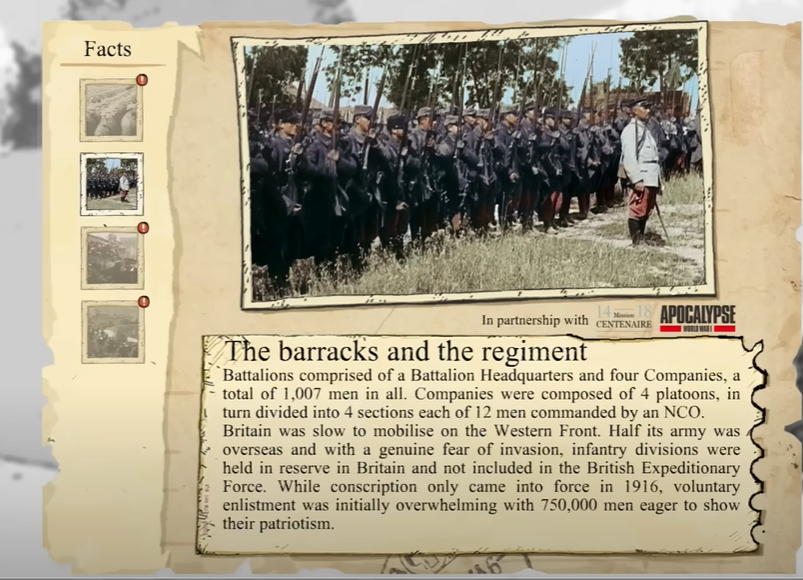 Facts
In partnership with
14 Mission 18
CENTENAIRE
APOCALYPSE
WORLD WAR I
The barracks and the regiment
Battalions comprised of a Battalion Headquarters and four Companies, a
total of 1,007 men in all. Companies were composed of 4 platoons, in
turn divided into 4 sections each of 12 men commanded by an NCO.
Britain was slow to mobilise on the Western Front. Half its army was
overseas and with a genuine fear of invasion, infantry divisions were
held in reserve in Britain and not included in the British Expeditionary
Force. While conscription only came into force in 1916, voluntary
enlistment was initially overwhelming with 750,000 men eager to show
their patriotism.